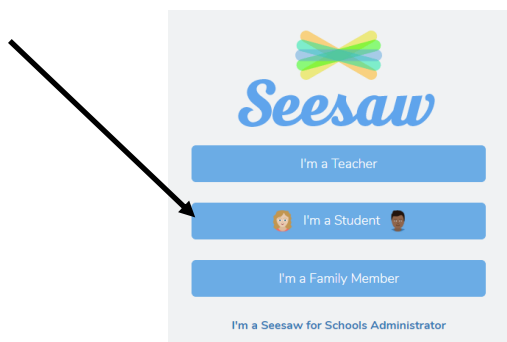 Seesaw
I'm a Teacher
I'm a Student
I'm a Family Member
I'm a Seesaw for Schools Administrator